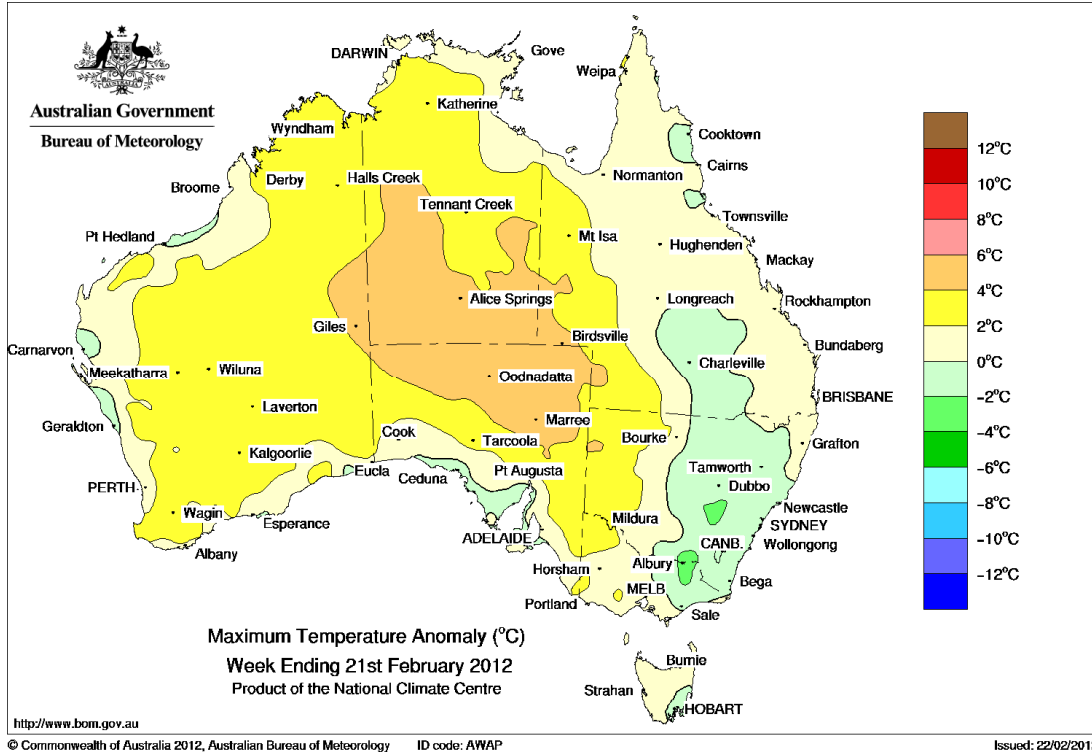 Australian Government
Bureau of Meteorology
DARWIN
Gove
Weipa
Katherine
Wyndham
Cooktown
Cairns
Broome
Derby
Halls Creek
Normanton
Tennant Creek
Townsville
Pt Hedland
Mt Isa
Hughenden
Mackay
Alice Springs
Longreach
Rockhampton
Giles
Birdsville
Bundaberg
Carnarvon
Meekatharra
Wiluna
Oodnadatta
Charleville
BRISBANE
Laverton
Geraldton
Marree
Cook
Tarcoola
Bourke
Grafton
Kalgoorlie
Eucla
Ceduna
Pt Augusta
Tamworth
Dubbo
PERTH
Newcastle
Wagin
Esperance
Mildura
SYDNEY
ADELAIDE
CANB.
Wollongong
Albany
Horsham
Albury
Bega
MELB
Portland
Sale
Burnie
Strahan
HOBART
12°C
10°C
8°C
6°C
4°C
2°C
0°C
-2°C
-4°C
-6°C
-8°C
-10°C
-12°C
Maximum Temperature Anomaly (°C)
Week Ending 21st February 2012
Product of the National Climate Centre
http://www.bom.gov.au
© Commonwealth of Australia 2012, Australian Bureau of Meteorology ID code: AWAP Issued: 22/02/201